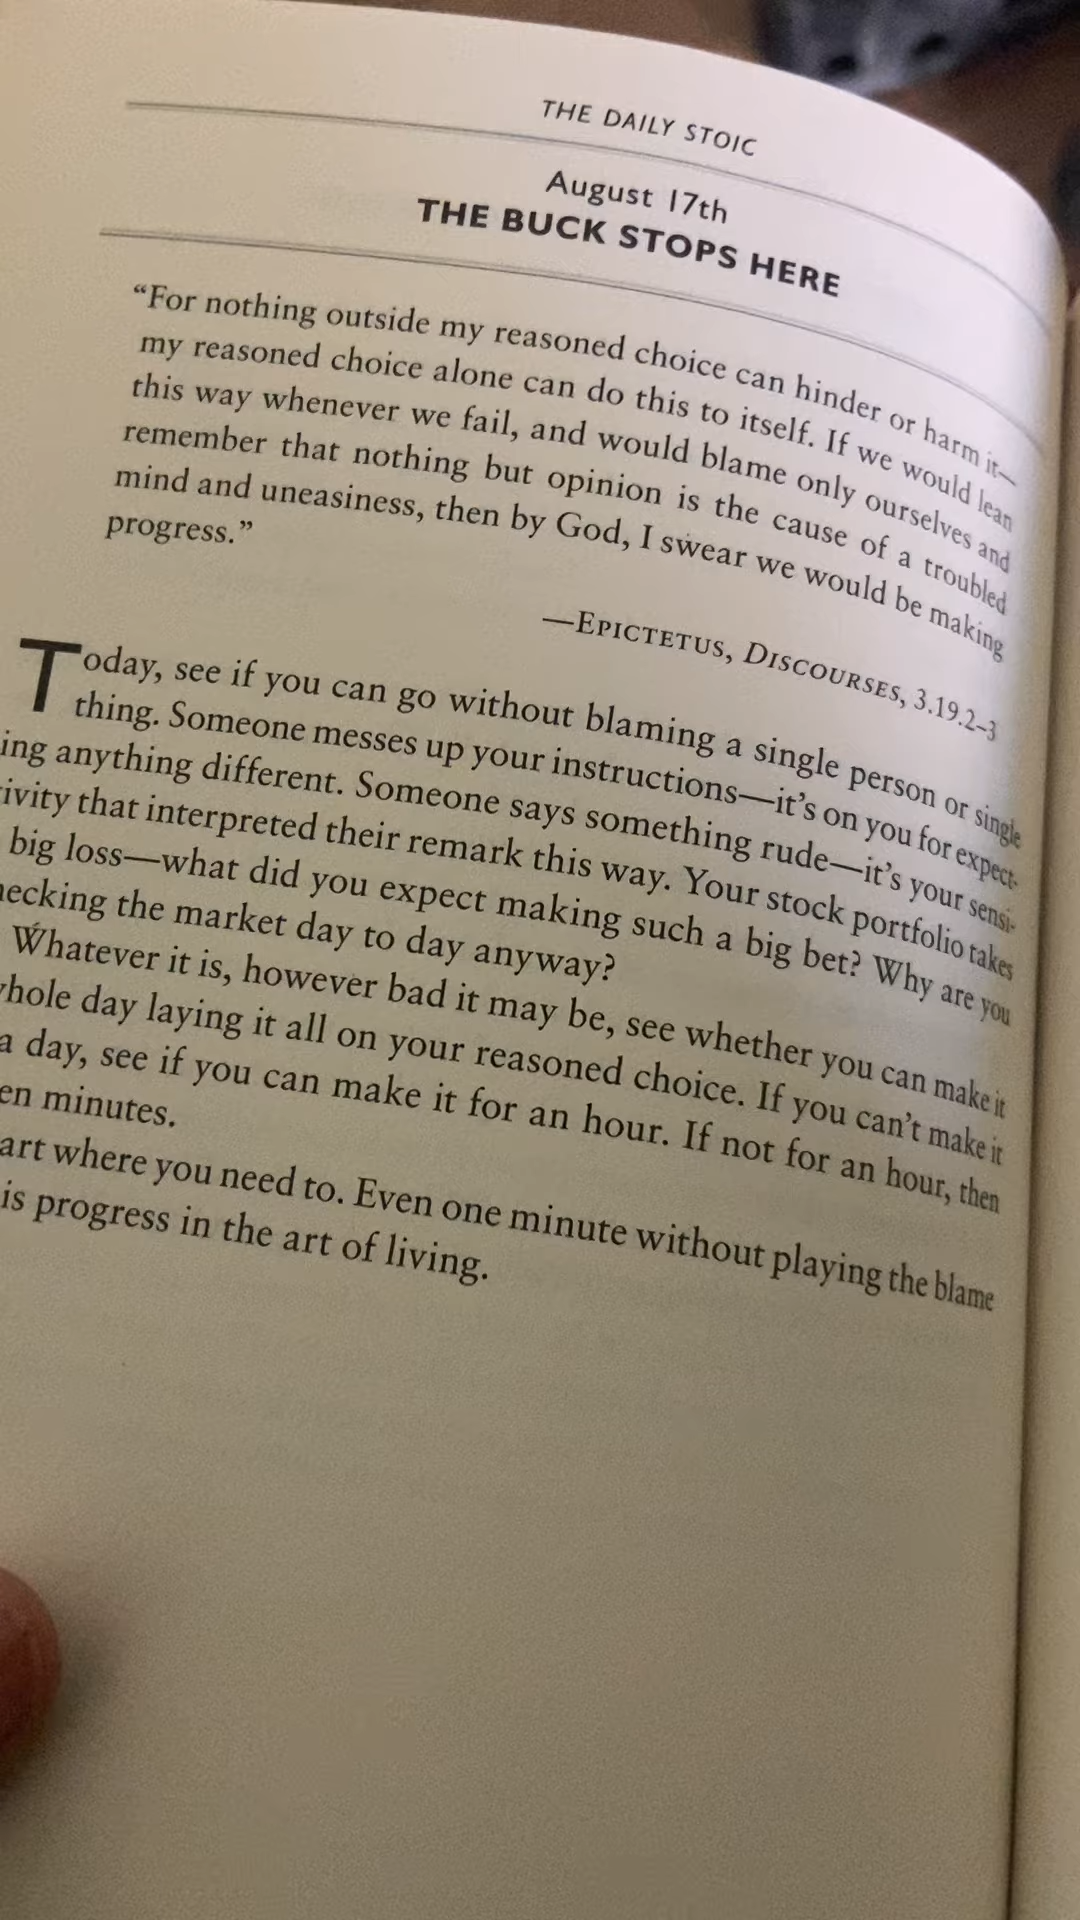 THE DAILY STOIC
August 17th
THE BUCK STOPS HERE
“For nothing outside my reasoned choice can hinder or harm it—
my reasoned choice alone can do this to itself. If we would lean
this way whenever we fail, and would blame only ourselves and
remember that nothing but opinion is the cause of a troubled
mind and uneasiness, then by God, I swear we would be making
progress.”
—EPICTETUS, DISCOURSES, 3.19.2–3
Today, see if you can go without blaming a single person or single
thing. Someone messes up your instructions—it’s on you for expect-
ing anything different. Someone says something rude—it’s your sensi-
ivity that interpreted their remark this way. Your stock portfolio takes
big loss—what did you expect making such a big bet? Why are you
hecking the market day to day anyway?
Whatever it is, however bad it may be, see whether you can make it
whole day laying it all on your reasoned choice. If you can’t make it
a day, see if you can make it for an hour. If not for an hour, then
en minutes.
art where you need to. Even one minute without playing the blame
is progress in the art of living.